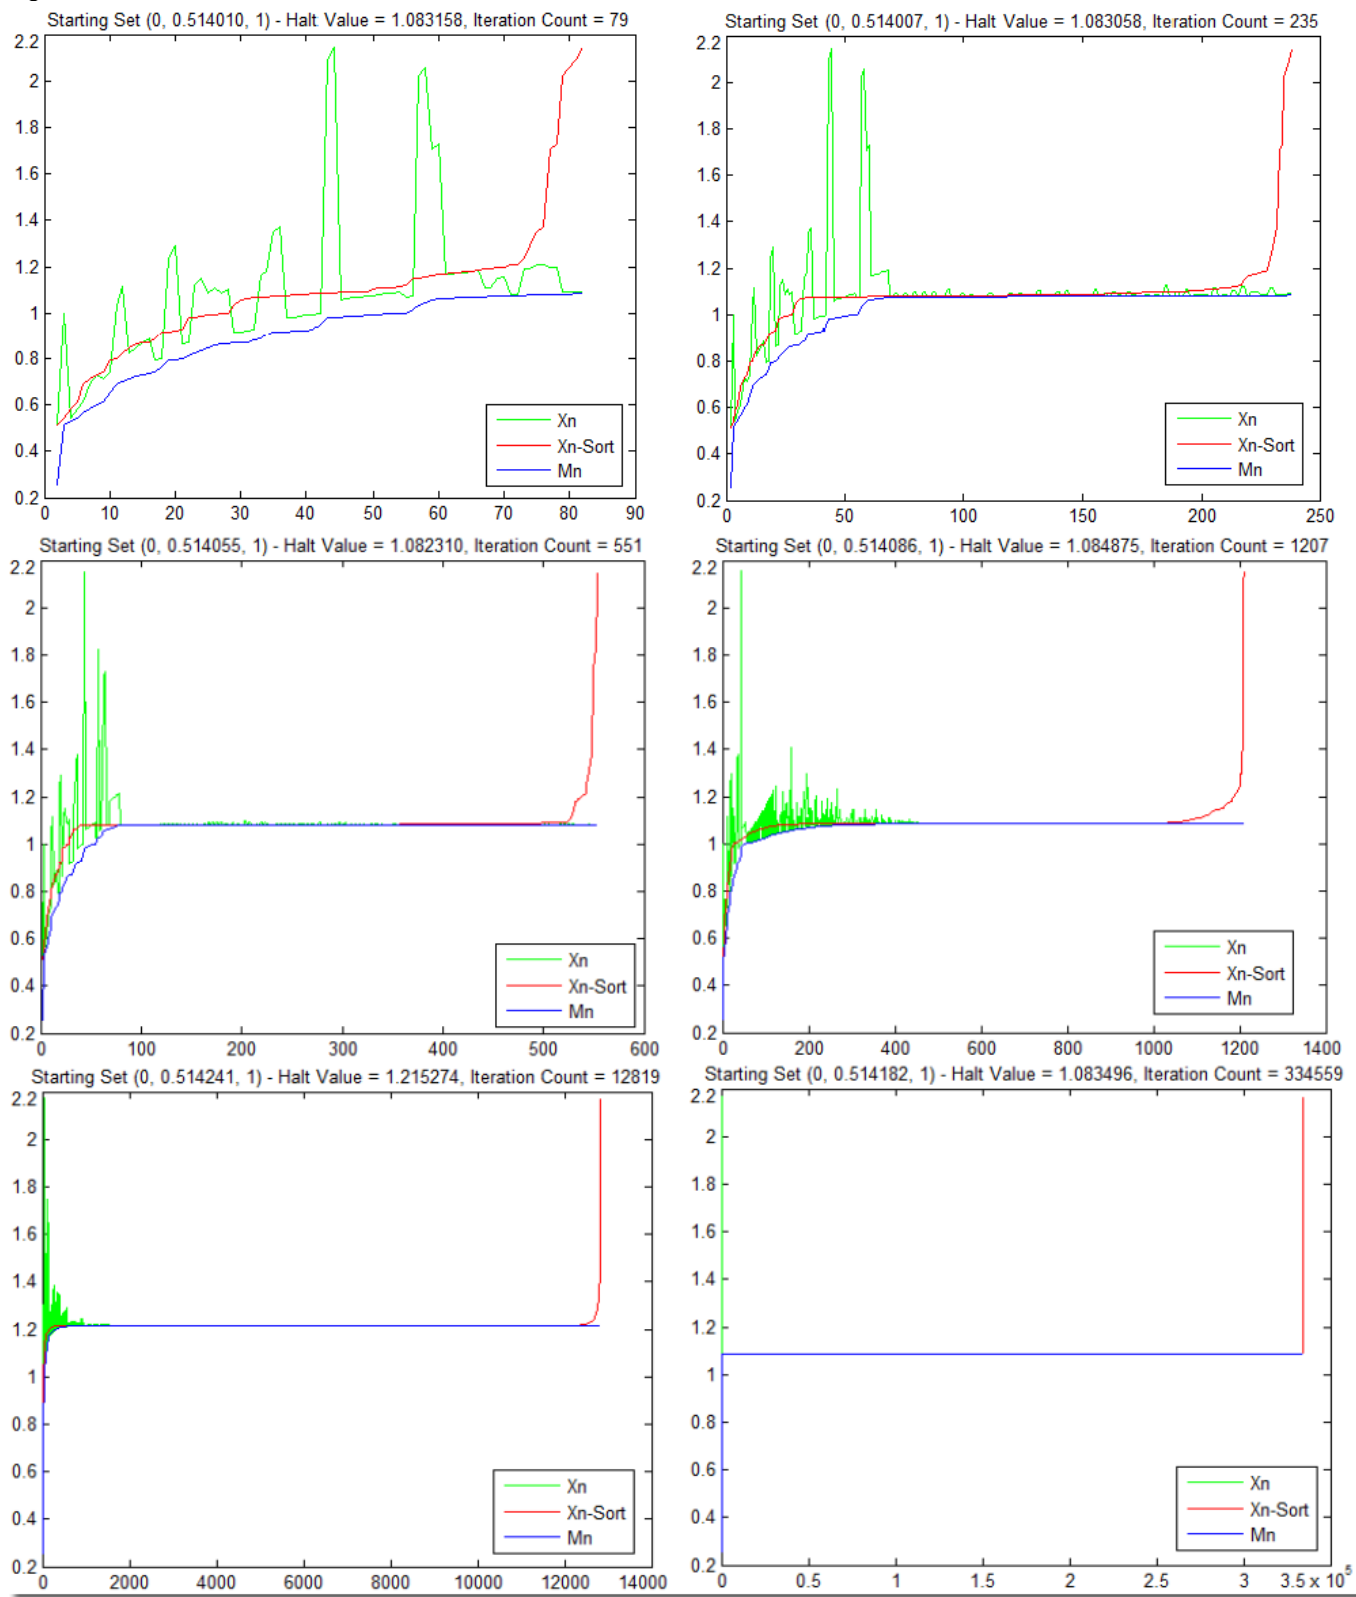 Starting Set (0, 0.514010, 1) - Halt Value = 1.083158, Iteration Count = 79
2.2
2
1.8
1.6
1.4
1.2
1
0.8
0.6
0.4
0.2
0 10 20 30 40 50 60 70 80 90
Xn
Xn-Sort
Mn
Starting Set (0, 0.514007, 1) - Halt Value = 1.083058, Iteration Count = 235
2.2
2
1.8
1.6
1.4
1.2
1
0.8
0.6
0.4
0.2
0 50 100 150 200 250
Xn
Xn-Sort
Mn
Starting Set (0, 0.514055, 1) - Halt Value = 1.082310, Iteration Count = 551
2.2
2
1.8
1.6
1.4
1.2
1
0.8
0.6
0.4
0.2
0 100 200 300 400 500 600
Xn
Xn-Sort
Mn
Starting Set (0, 0.514086, 1) - Halt Value = 1.084875, Iteration Count = 1207
2.2
2
1.8
1.6
1.4
1.2
1
0.8
0.6
0.4
0.2
0 200 400 600 800 1000 1200 1400
Xn
Xn-Sort
Mn
Starting Set (0, 0.514241, 1) - Halt Value = 1.215274, Iteration Count = 12819
2.2
2
1.8
1.6
1.4
1.2
1
0.8
0.6
0.4
0.2
0 2000 4000 6000 8000 10000 12000 14000
Xn
Xn-Sort
Mn
Starting Set (0, 0.514182, 1) - Halt Value = 1.083496, Iteration Count = 334559
2.2
2
1.8
1.6
1.4
1.2
1
0.8
0.6
0.4
0.2
0 0.5 1 1.5 2 2.5 3 3.5 x 10^5
Xn
Xn-Sort
Mn